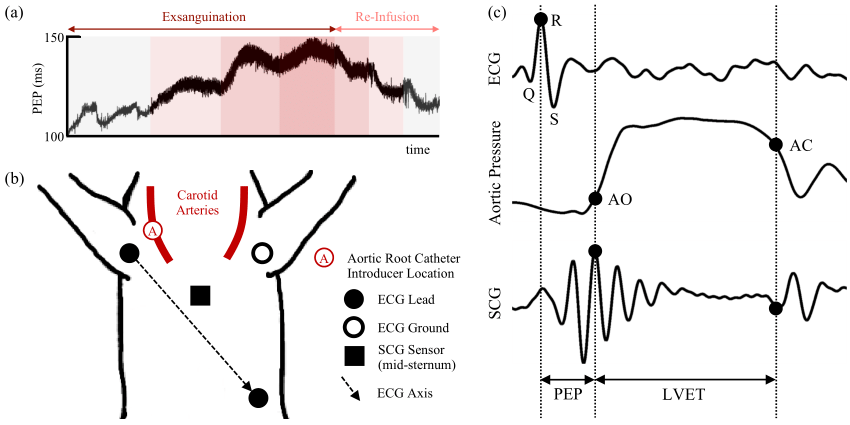 (a)
Exsanguination
Re-Infusion
150
PEP (ms)
100
time
(b)
Carotid
Arteries
A
A
Aortic Root Catheter
Introducer Location
ECG Lead
ECG Ground
SCG Sensor
(mid-sternum)
ECG Axis
(c)
ECG
R
Q
S
Aortic Pressure
AO
AC
SCG
PEP
LVET